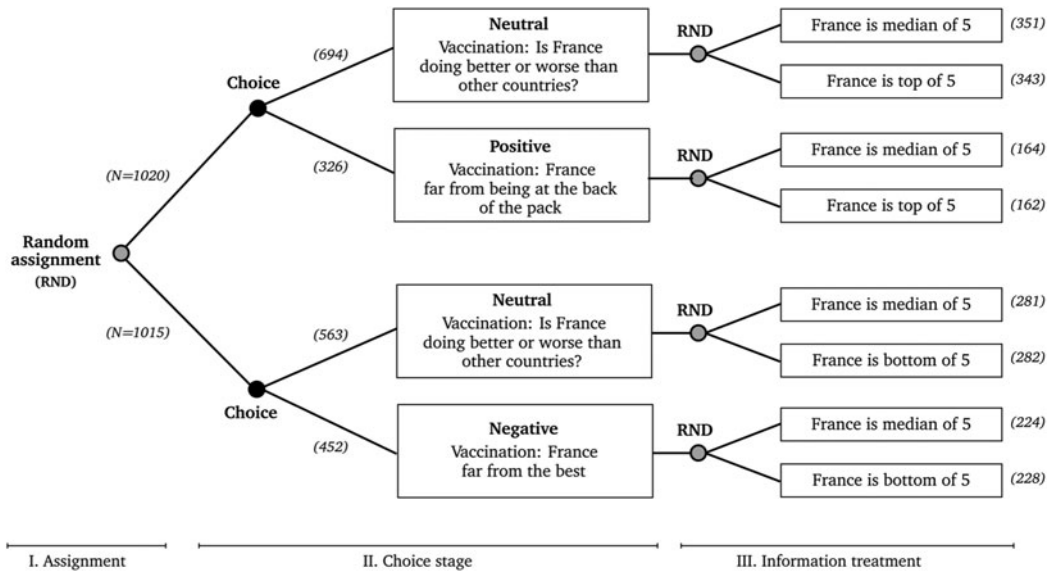 Random
assignment
(RND)
(N=1020)
(N=1015)
Choice
(694)
(326)
Neutral
Vaccination: Is France
doing better or worse than
other countries?
RND
France is median of 5
(351)
France is top of 5
(343)
Positive
Vaccination: France
far from being at the back
of the pack
RND
France is median of 5
(164)
France is top of 5
(162)
Choice
(563)
(452)
Neutral
Vaccination: Is France
doing better or worse than
other countries?
RND
France is median of 5
(281)
France is bottom of 5
(282)
Negative
Vaccination: France
far from the best
RND
France is median of 5
(224)
France is bottom of 5
(228)
I. Assignment
II. Choice stage
III. Information treatment